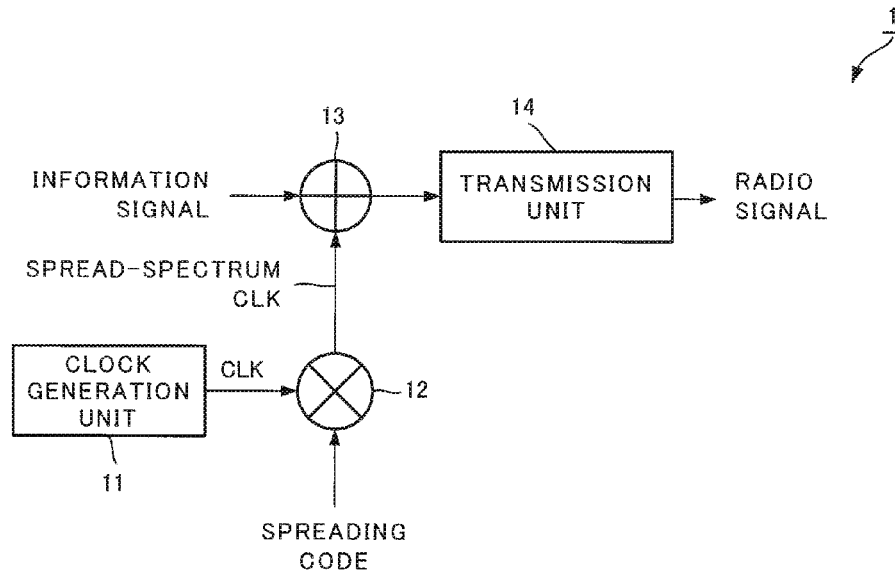 1
13
14
INFORMATION
SIGNAL
TRANSMISSION
UNIT
RADIO
SIGNAL
SPREAD-SPECTRUM
CLK
CLOCK
GENERATION
UNIT
CLK
12
11
SPREADING
CODE